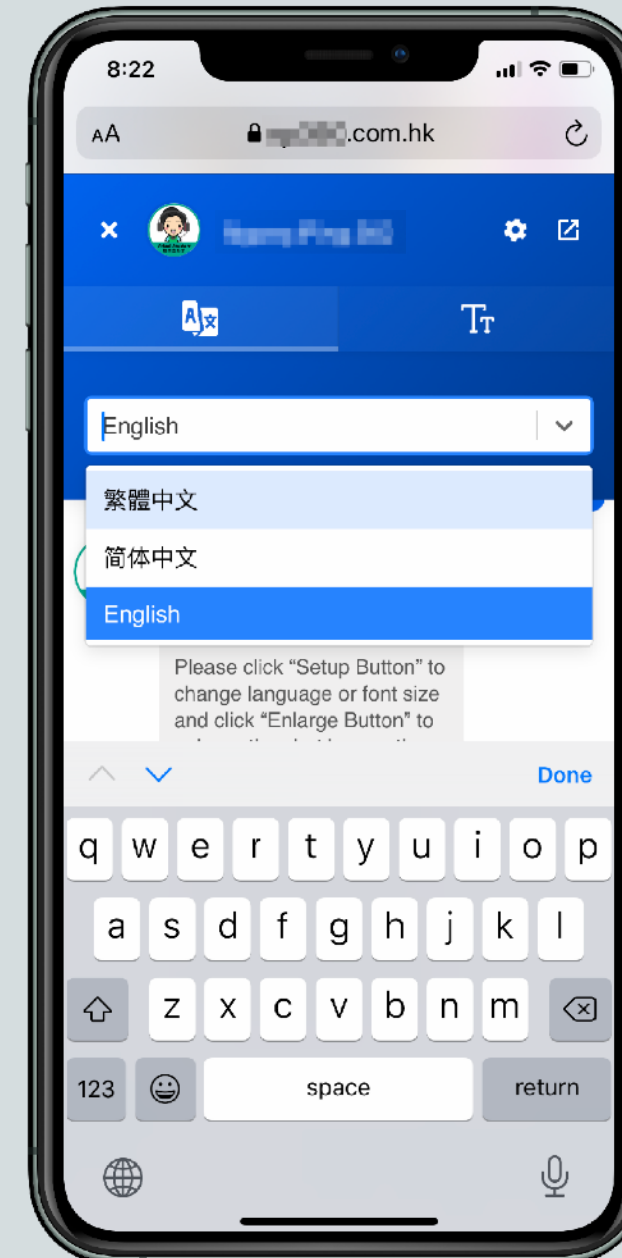 8:22
AA
.com.hk
English
繁體中文
简体中文
English
Please click “Setup Button” to
change language or font size
and click “Enlarge Button” to
Done
q w e r t y u i o p
a s d f g h j k l
z x c v b n m
123 space return